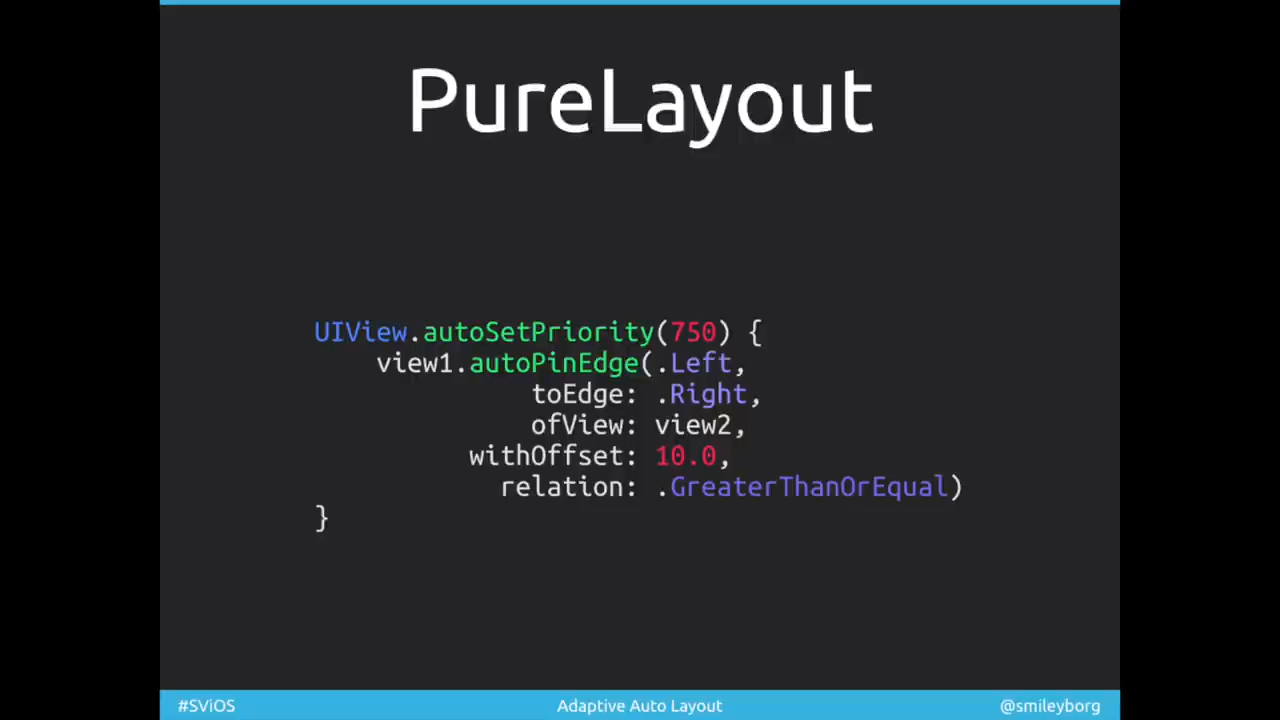 PureLayout
UIView.autoSetPriority(750) {
    view1.autoPinEdge(.Left,
              toEdge: .Right,
              ofView: view2,
          withOffset: 10.0,
            relation: .GreaterThanOrEqual)
}
#SViOS
Adaptive Auto Layout
@smileyborg